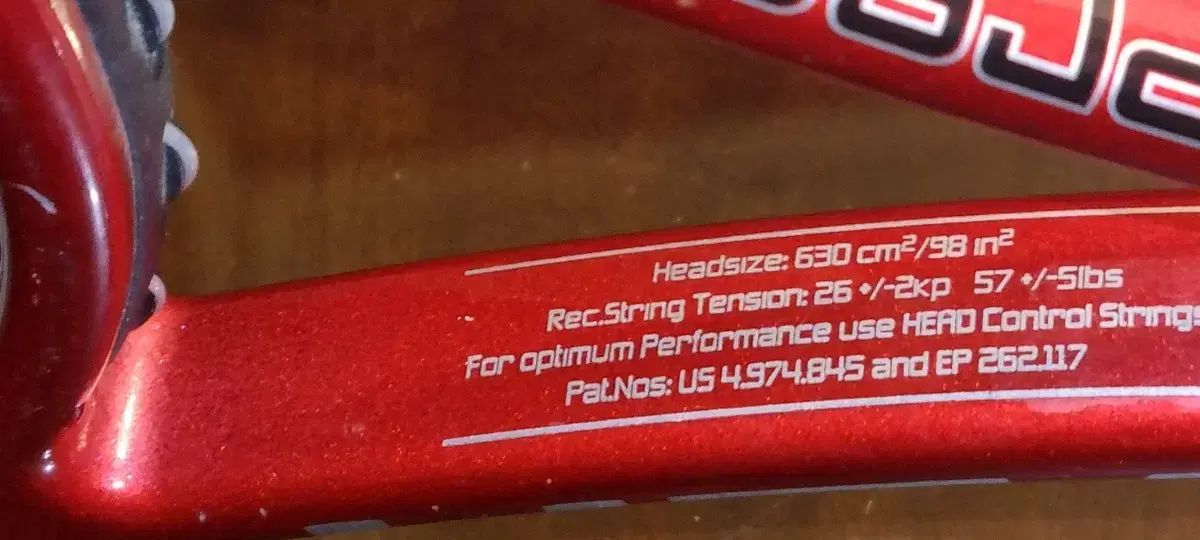 Headsize: 630 cm²/98 in²
Rec.String Tension: 26 +/-2kp 57 +/-5lbs
For optimum Performance use HEAD Control Strings
Pat.Nos: US 4.974.845 and EP 262.117